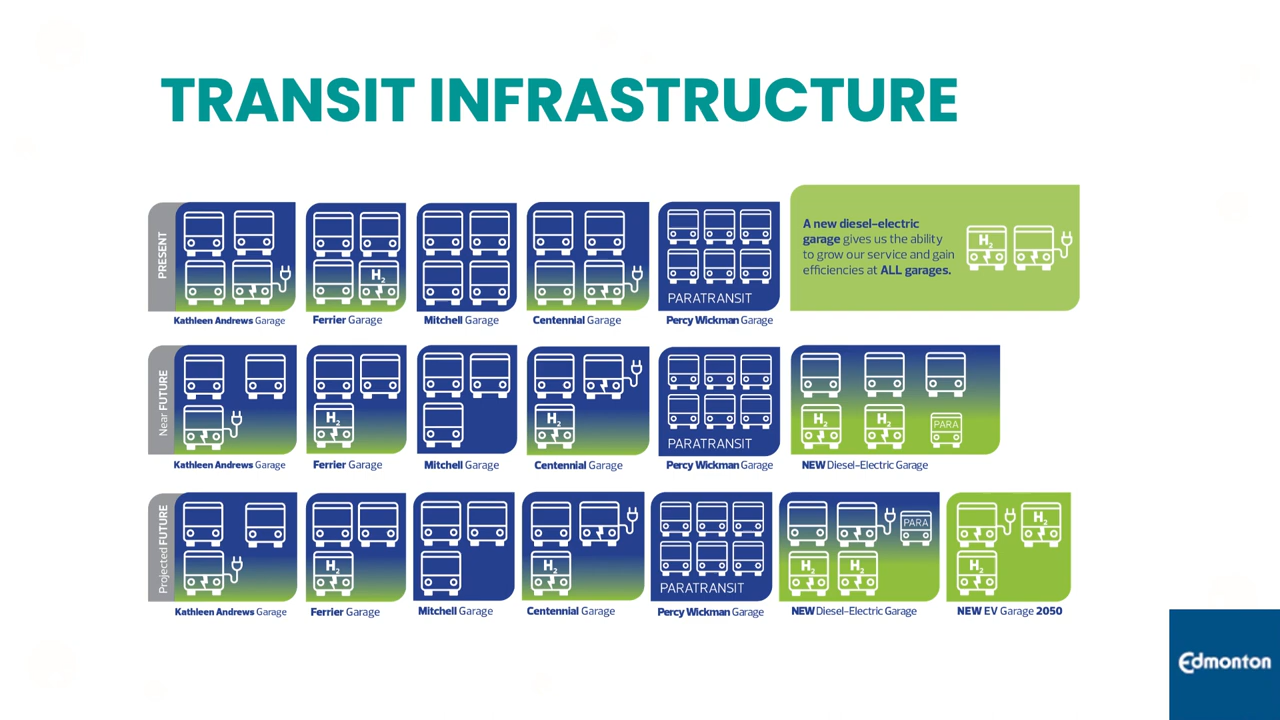 TRANSIT INFRASTRUCTURE
PRESENT
H2
PARATRANSIT
A new diesel-electric
garage gives us the ability
to grow our service and gain
efficiencies at ALL garages.
H2
Kathleen Andrews Garage
Ferrier Garage
Mitchell Garage
Centennial Garage
Percy Wickman Garage
Near FUTURE
H2
H2
PARATRANSIT
H2
H2
PARA
Kathleen Andrews Garage
Ferrier Garage
Mitchell Garage
Centennial Garage
Percy Wickman Garage
NEW Diesel-Electric Garage
Projected FUTURE
H2
H2
PARATRANSIT
PARA
H2
H2
H2
H2
Kathleen Andrews Garage
Ferrier Garage
Mitchell Garage
Centennial Garage
Percy Wickman Garage
NEW Diesel-Electric Garage
NEW EV Garage 2050
Edmonton